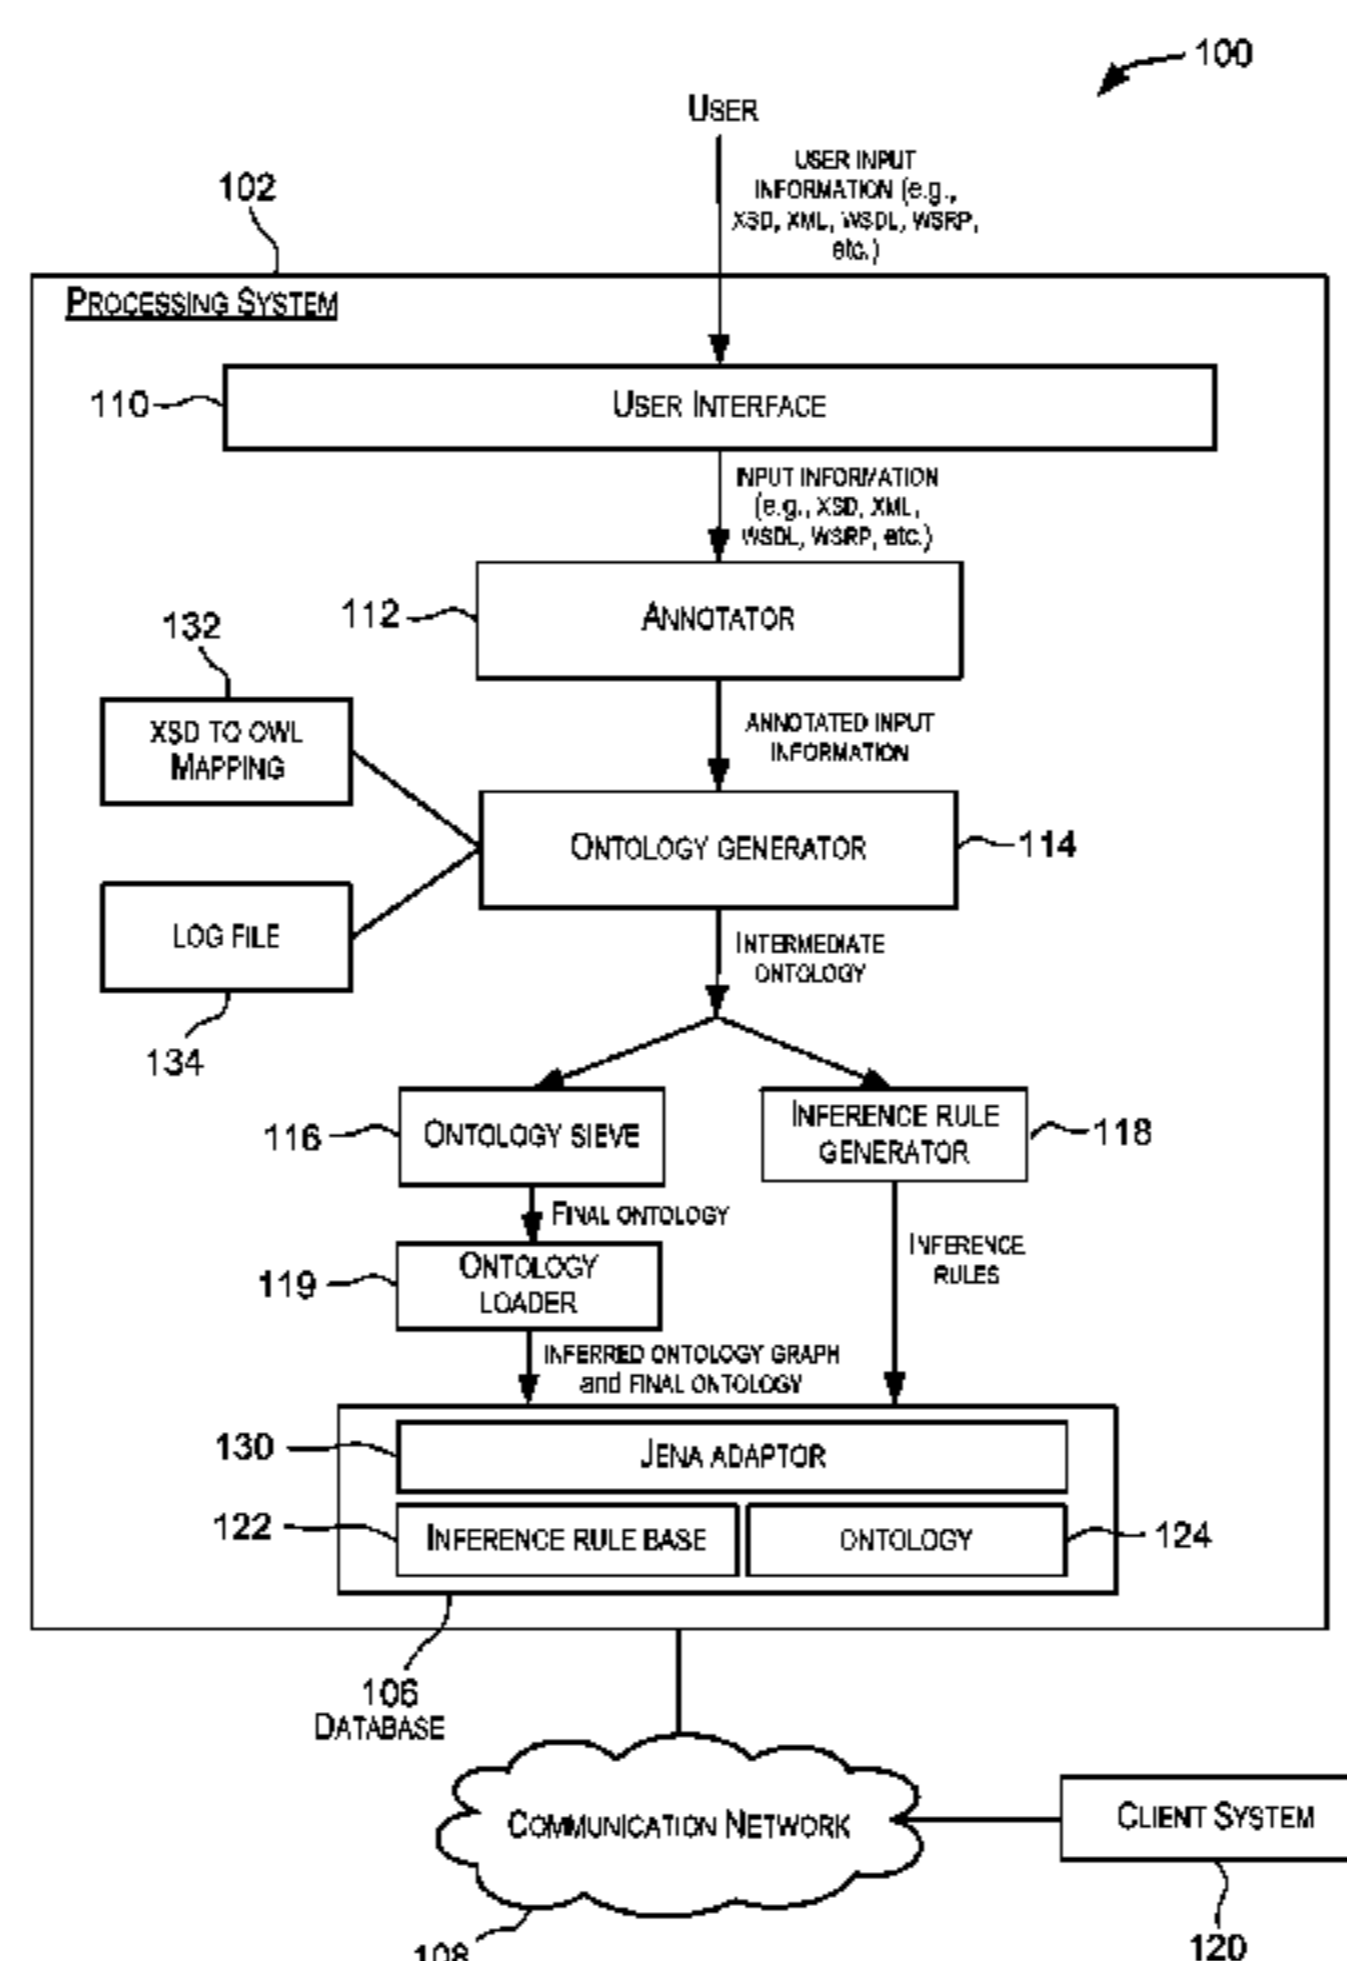 100
USER
USER INPUT
INFORMATION (e.g.,
XSD, XML, WSDL, WSRP,
etc.)
102
PROCESSING SYSTEM
110
USER INTERFACE
INPUT INFORMATION
(e.g., XSD, XML,
WSDL, WSRP, etc.)
112
ANNOTATOR
132
XSD TO OWL
MAPPING
ANNOTATED INPUT
INFORMATION
ONTOLOGY GENERATOR
114
LOG FILE
134
INTERMEDIATE
ONTOLOGY
116
ONTOLOGY SIEVE
INFERENCE RULE
GENERATOR
118
FINAL ONTOLOGY
119
ONTOLOGY
LOADER
INFERENCE
RULES
INFERRED ONTOLOGY GRAPH
and FINAL ONTOLOGY
130
JENA ADAPTOR
122
INFERENCE RULE BASE
ONTOLOGY
124
106
DATABASE
COMMUNICATION NETWORK
CLIENT SYSTEM
108
120